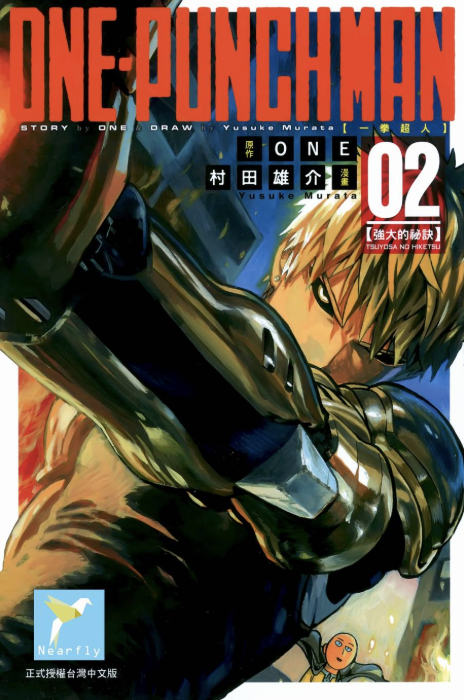 ONE-PUNCH MAN
STORY by ONE & DRAW by Yusuke Murata【一拳超人】
原作 ONE
村田雄介 漫畫
Yusuke Murata
02
【強大的祕訣】
TSUYOSA NO HIKETSU
Nearfly
正式授權台灣中文版